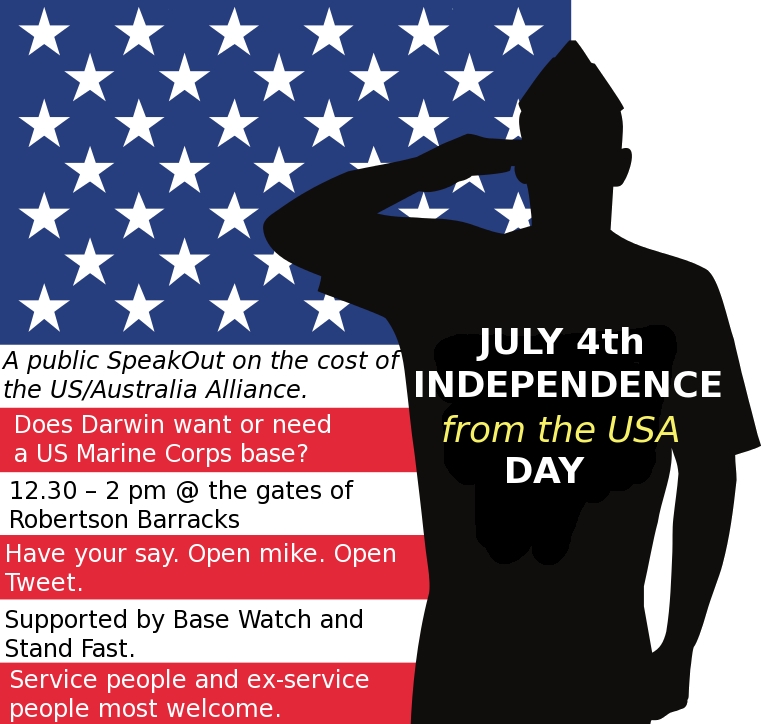 A public SpeakOut on the cost of
the US/Australia Alliance.
Does Darwin want or need
a US Marine Corps base?
12.30 – 2 pm @ the gates of
Robertson Barracks
Have your say. Open mike. Open
Tweet.
Supported by Base Watch and
Stand Fast.
Service people and ex-service
people most welcome.
JULY 4th
INDEPENDENCE
from the USA
DAY